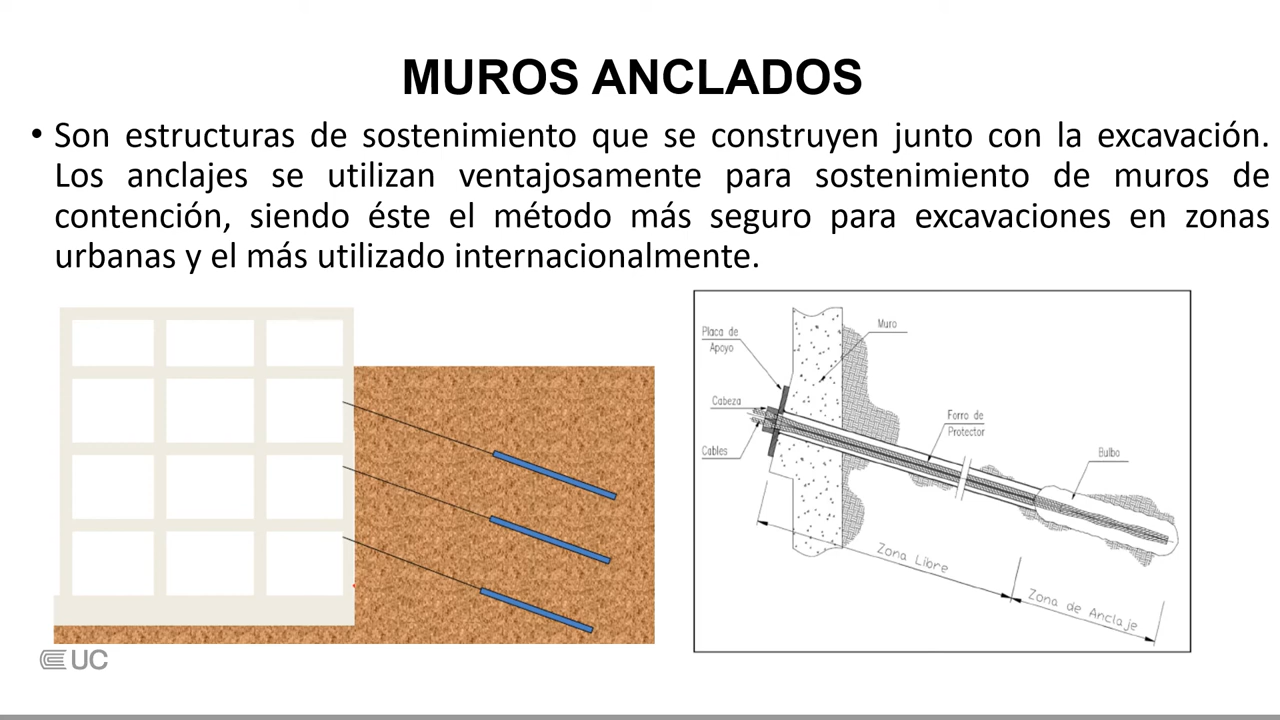 MUROS ANCLADOS
• Son estructuras de sostenimiento que se construyen junto con la excavación.
Los anclajes se utilizan ventajosamente para sostenimiento de muros de
contención, siendo éste el método más seguro para excavaciones en zonas
urbanas y el más utilizado internacionalmente.
Placa de
Apoyo
Muro
Cabeza
Cables
Forro de
Protector
Bulbo
Zona Libre
Zona de Anclaje
UC